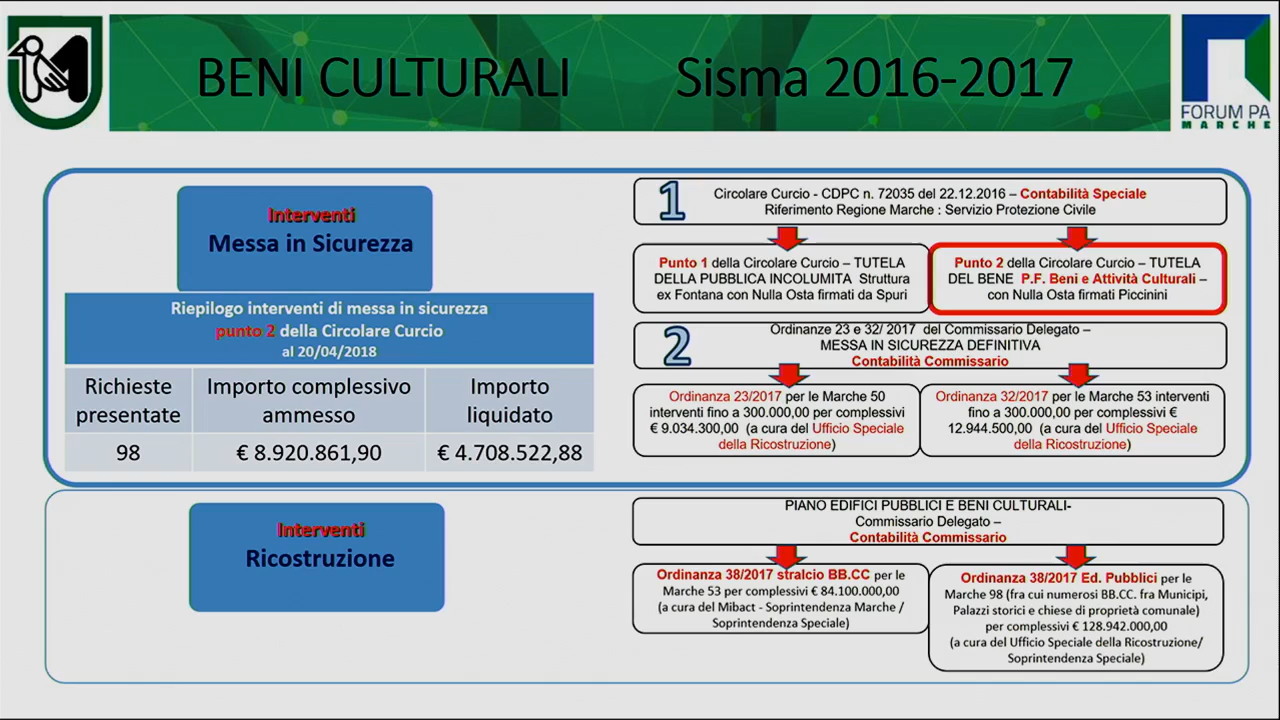 BENI CULTURALI Sisma 2016-2017
FORUM PA
MARCHE
Interventi
Messa in Sicurezza
Riepilogo interventi di messa in sicurezza
punto 2 della Circolare Curcio
al 20/04/2018
Richieste presentate
Importo complessivo ammesso
Importo liquidato
98
€ 8.920.861,90
€ 4.708.522,88
1
Circolare Curcio - CDPC n. 72035 del 22.12.2016 – Contabilità Speciale
Riferimento Regione Marche : Servizio Protezione Civile
Punto 1 della Circolare Curcio – TUTELA
DELLA PUBBLICA INCOLUMITA Struttura
ex Fontana con Nulla Osta firmati da Spuri
Punto 2 della Circolare Curcio – TUTELA
DEL BENE P.F. Beni e Attività Culturali –
con Nulla Osta firmati Piccinini
2
Ordinanze 23 e 32/ 2017 del Commissario Delegato –
MESSA IN SICUREZZA DEFINITIVA
Contabilità Commissario
Ordinanza 23/2017 per le Marche 50
interventi fino a 300.000,00 per complessivi
€ 9.034.300,00 (a cura del Ufficio Speciale
della Ricostruzione)
Ordinanza 32/2017 per le Marche 53 interventi
fino a 300.000,00 per complessivi €
12.944.500,00 (a cura del Ufficio Speciale
della Ricostruzione)
Interventi
Ricostruzione
PIANO EDIFICI PUBBLICI E BENI CULTURALI-
Commissario Delegato –
Contabilità Commissario
Ordinanza 38/2017 stralcio BB.CC per le
Marche 53 per complessivi € 84.100.000,00
(a cura del Mibact - Soprintendenza Marche /
Soprintendenza Speciale)
Ordinanza 38/2017 Ed. Pubblici per le
Marche 98 (fra cui numerosi BB.CC. fra Municipi,
Palazzi storici e chiese di proprietà comunale)
per complessivi € 128.942.000,00
(a cura del Ufficio Speciale della Ricostruzione/
Soprintendenza Speciale)